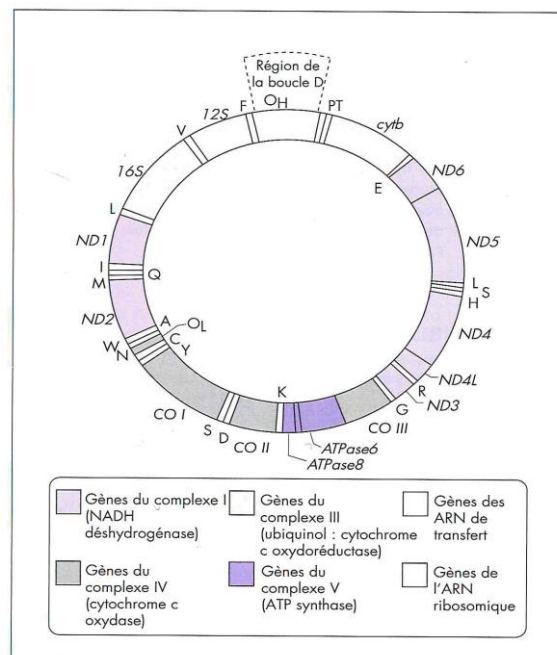 Région de
la boucle D
OH
F
PT
12S
cytb
V
16S
ND6
E
L
ND5
ND1
I
Q
M
L
S
H
ND2
ND4
A
OL
W
N
C
Y
ND4L
R
ND3
G
K
CO I
S
D
CO II
CO III
ATPase6
ATPase8
Gènes du complexe I
(NADH
déshydrogénase)
Gènes du
complexe III
(ubiquinol : cytochrome
c oxydoréductase)
Gènes des
ARN de
transfert
Gènes du
complexe IV
(cytochrome c
oxydase)
Gènes du
complexe V
(ATP synthase)
Gènes de
l'ARN
ribosomique